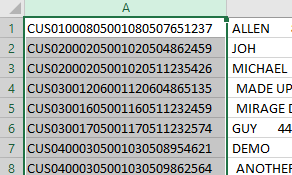 A
1 CUS01000805001080507651237 ALLEN
2 CUS02000205001020504862459 JOH
3 CUS02000205001020511235426 MICHAEL
4 CUS03001206001120604865135 MADE UP
5 CUS03001605001160511232459 MIRAGE D
6 CUS03001705001170511232574 GUY 44
7 CUS04000305001030508954621 DEMO
8 CUS04000305001030509862564 ANOTHER